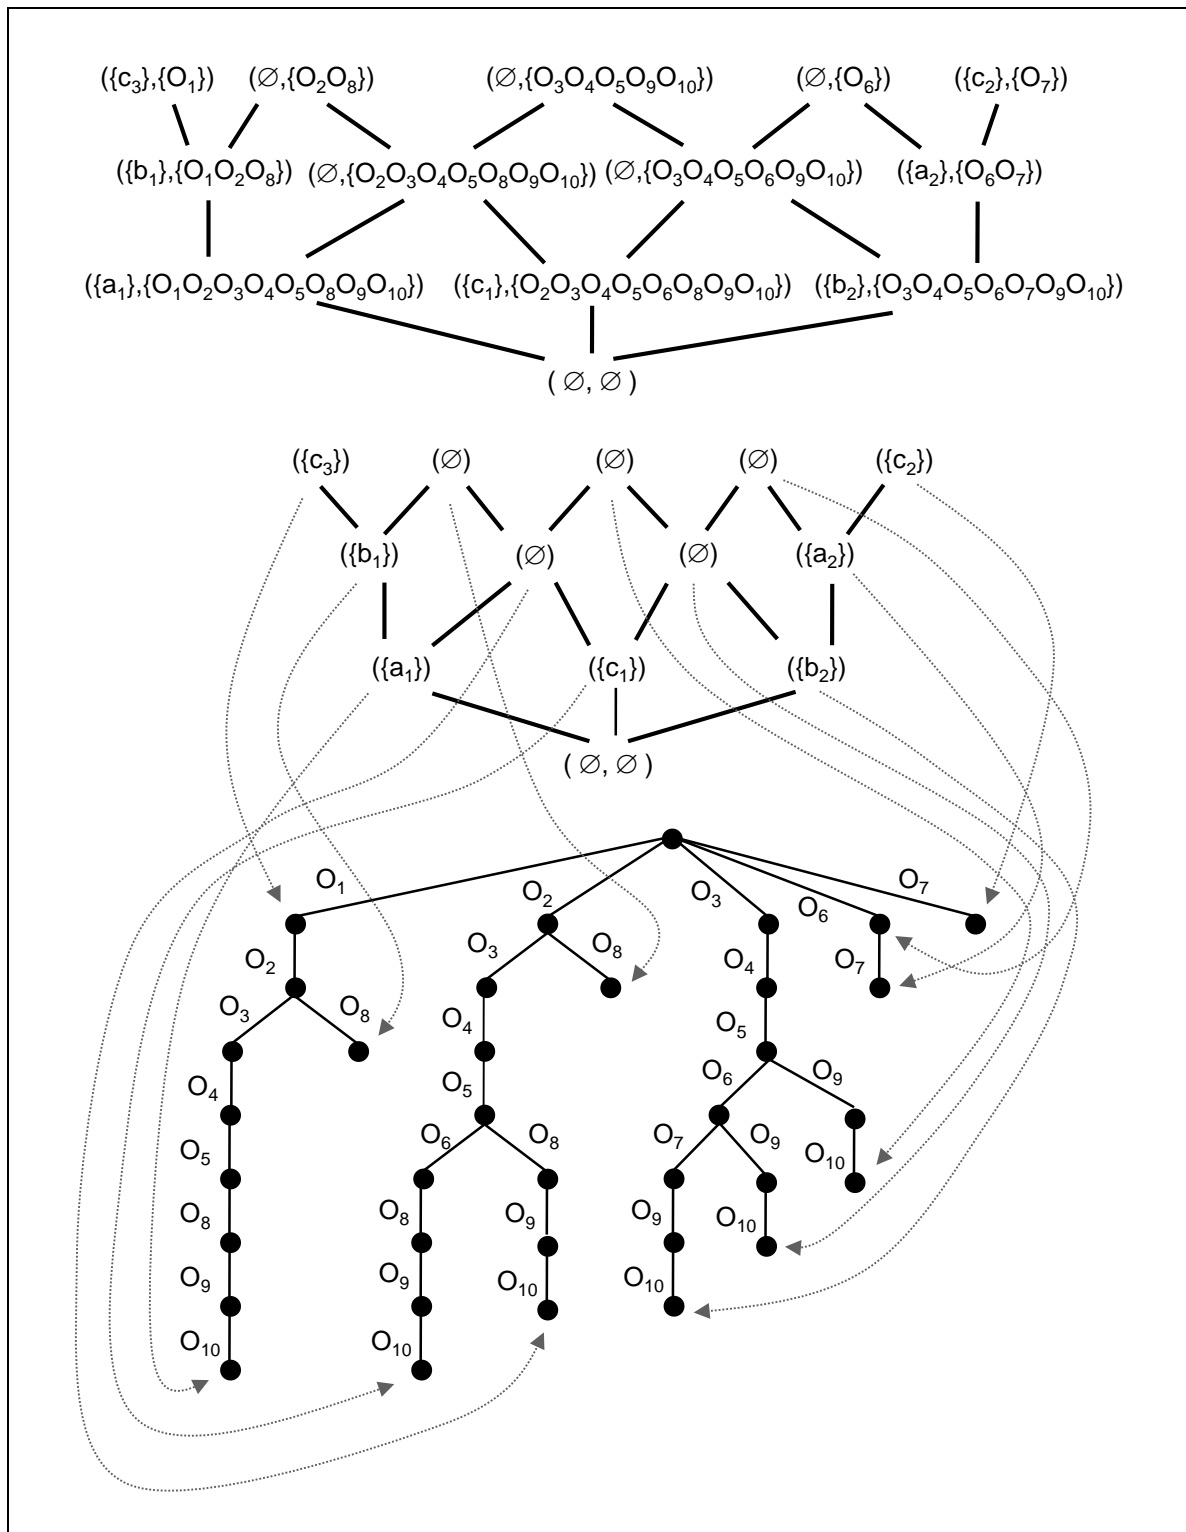 ({c₃},{O₁}) (∅,{O₂O₈}) (∅,{O₃O₄O₅O₉O₁₀}) (∅,{O₆}) ({c₂},{O₇})
({b₁},{O₁O₂O₈}) (∅,{O₂O₃O₄O₅O₈O₉O₁₀}) (∅,{O₃O₄O₅O₆O₉O₁₀}) ({a₂},{O₆O₇})
({a₁},{O₁O₂O₃O₄O₅O₈O₉O₁₀}) ({c₁},{O₂O₃O₄O₅O₆O₈O₉O₁₀}) ({b₂},{O₃O₄O₅O₆O₇O₉O₁₀})
( ∅, ∅ )
({c₃}) (∅) (∅) (∅) ({c₂})
({b₁}) (∅) (∅) ({a₂})
({a₁}) ({c₁}) ({b₂})
( ∅, ∅ )
O₁ O₂ O₃ O₆ O₇
O₂ O₃ O₈ O₄ O₇
O₃ O₈ O₄ O₅
O₄ O₅ O₆ O₉
O₅ O₆ O₈ O₇ O₉ O₁₀
O₈ O₈ O₉ O₉ O₁₀
O₉ O₉ O₁₀ O₁₀
O₁₀ O₁₀